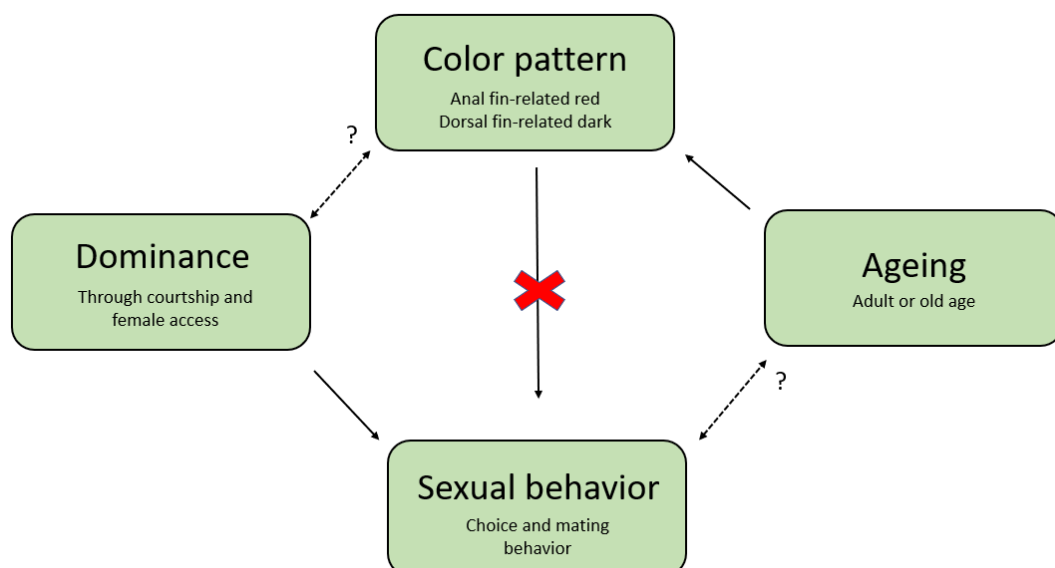 Color pattern
Anal fin-related red
Dorsal fin-related dark
?
Dominance
Through courtship and
female access
Ageing
Adult or old age
?
Sexual behavior
Choice and mating
behavior